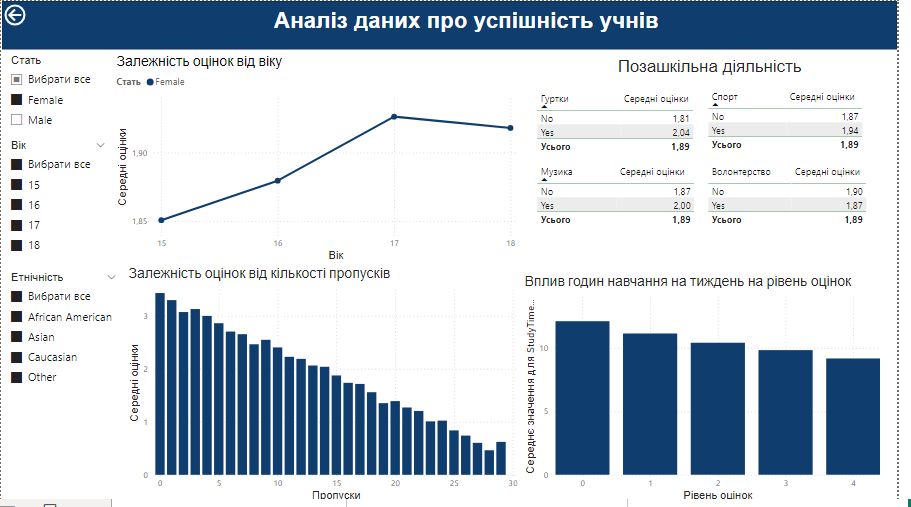 Аналіз даних про успішність учнів
Стать
Вибрати все
Female
Male
Вік
Вибрати все
15
16
17
18
Етнічність
Вибрати все
African American
Asian
Caucasian
Other
Залежність оцінок від віку
Стать Female
Середні оцінки
1,90
1,85
15 16 17 18
Вік
Позашкільна діяльність
Гуртки Середні оцінки
No 1,81
Yes 2,04
Усього 1,89
Спорт Середні оцінки
No 1,87
Yes 1,94
Усього 1,89
Музика Середні оцінки
No 1,87
Yes 2,00
Усього 1,89
Волонтерство Середні оцінки
No 1,90
Yes 1,87
Усього 1,89
Залежність оцінок від кількості пропусків
Середні оцінки
3
2
1
0
0 5 10 15 20 25 30
Пропуски
Вплив годин навчання на тиждень на рівень оцінок
Середнє значення для StudyTime...
10
5
0
0 1 2 3 4
Рівень оцінок